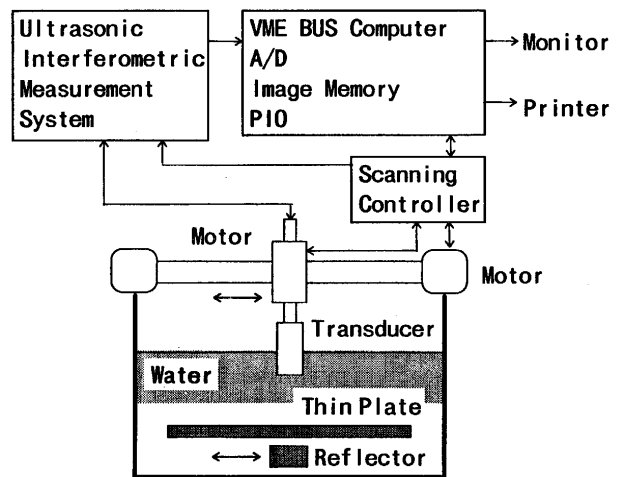 Ultrasonic
Interferometric
Measurement
System
VME BUS Computer
A/D
Image Memory
PIO
Monitor
Printer
Scanning
Controller
Motor
Motor
Transducer
Water
Thin Plate
Reflector